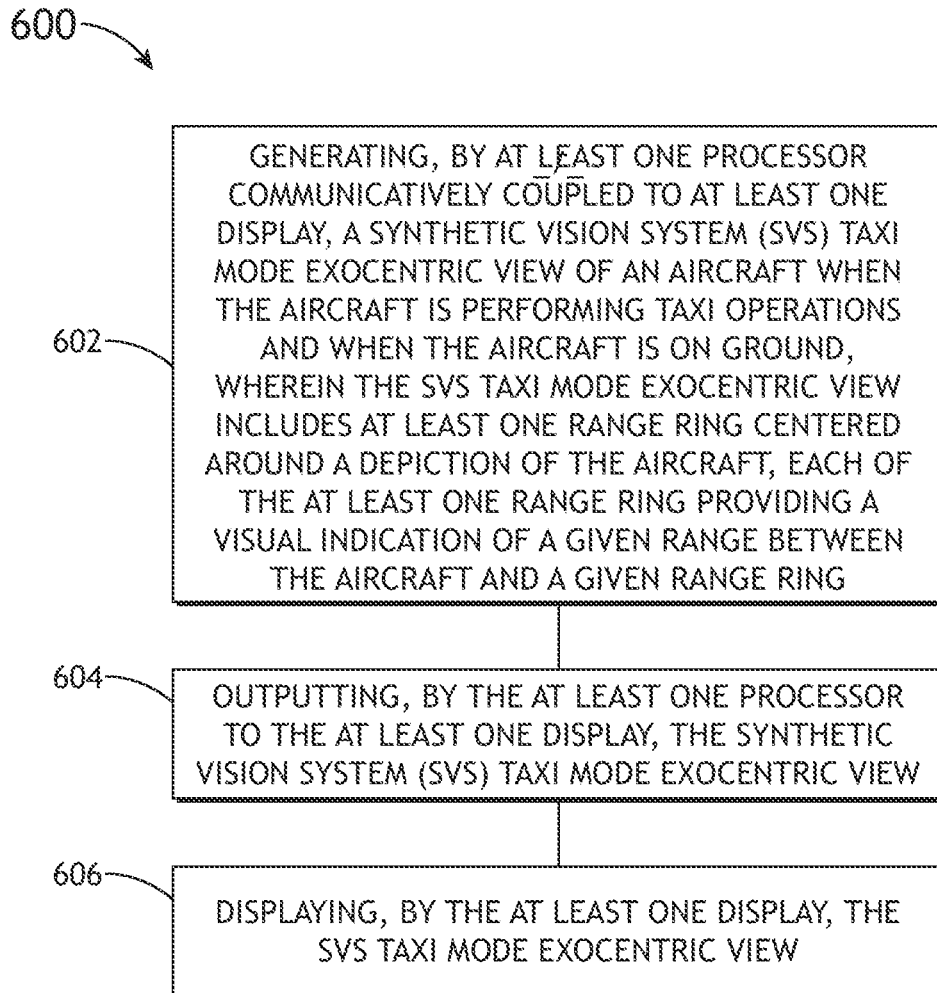 600
GENERATING, BY AT LEAST ONE PROCESSOR
COMMUNICATIVELY COUPLED TO AT LEAST ONE
DISPLAY, A SYNTHETIC VISION SYSTEM (SVS) TAXI
MODE EXOCENTRIC VIEW OF AN AIRCRAFT WHEN
THE AIRCRAFT IS PERFORMING TAXI OPERATIONS
602
AND WHEN THE AIRCRAFT IS ON GROUND,
WHEREIN THE SVS TAXI MODE EXOCENTRIC VIEW
INCLUDES AT LEAST ONE RANGE RING CENTERED
AROUND A DEPICTION OF THE AIRCRAFT, EACH OF
THE AT LEAST ONE RANGE RING PROVIDING A
VISUAL INDICATION OF A GIVEN RANGE BETWEEN
THE AIRCRAFT AND A GIVEN RANGE RING
604
OUTPUTTING, BY THE AT LEAST ONE PROCESSOR
TO THE AT LEAST ONE DISPLAY, THE SYNTHETIC
VISION SYSTEM (SVS) TAXI MODE EXOCENTRIC VIEW
606
DISPLAYING, BY THE AT LEAST ONE DISPLAY, THE
SVS TAXI MODE EXOCENTRIC VIEW